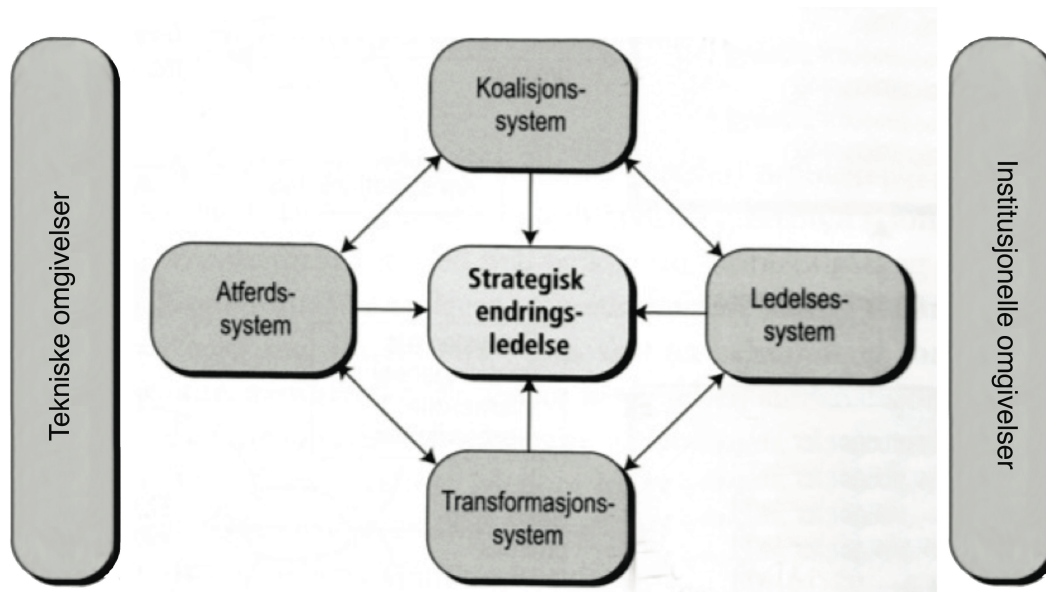 Tekniske omgivelser
Koalisjons-
system
Atferds-
system
Strategisk
endrings-
ledelse
Ledelses-
system
Transformasjons-
system
Institusjonelle omgivelser